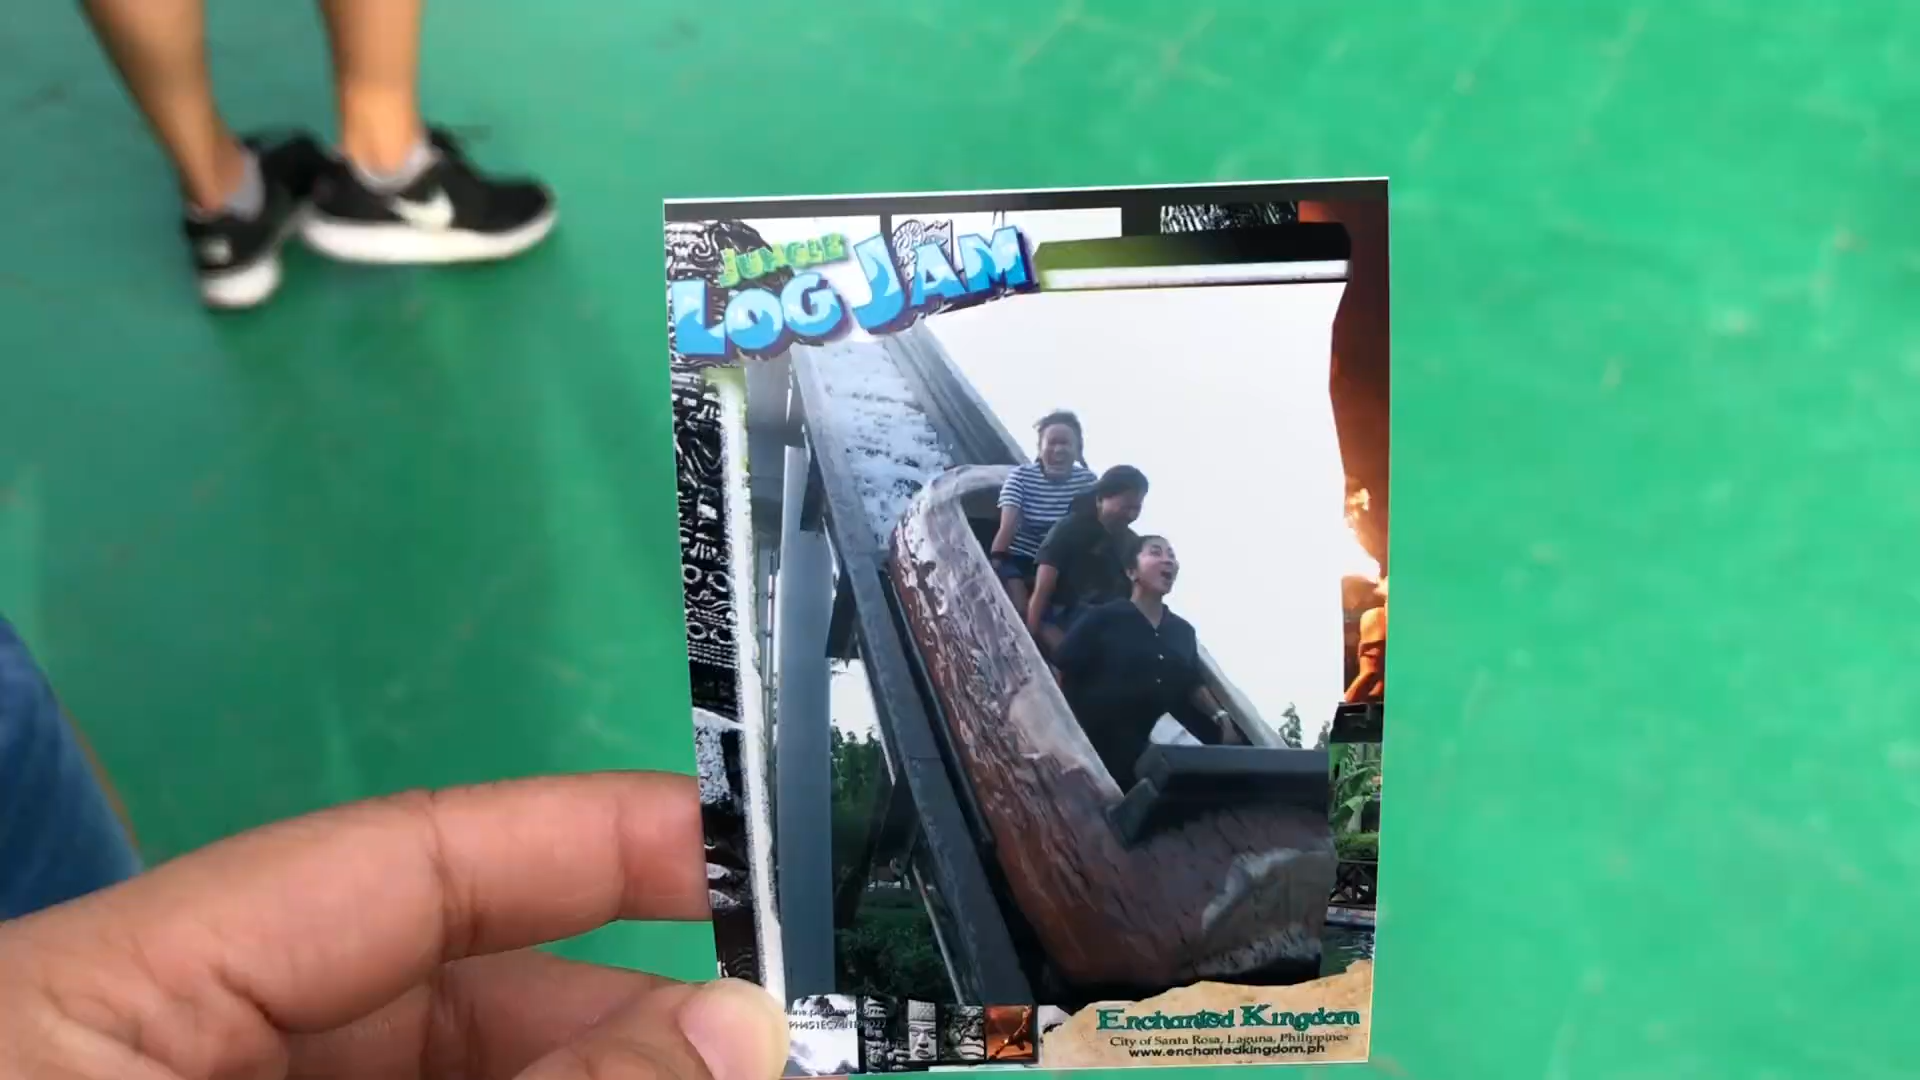 JUNGLE
LOG JAM
Enchanted Kingdom
City of Santa Rosa, Laguna, Philippines
www.enchantedkingdom.ph